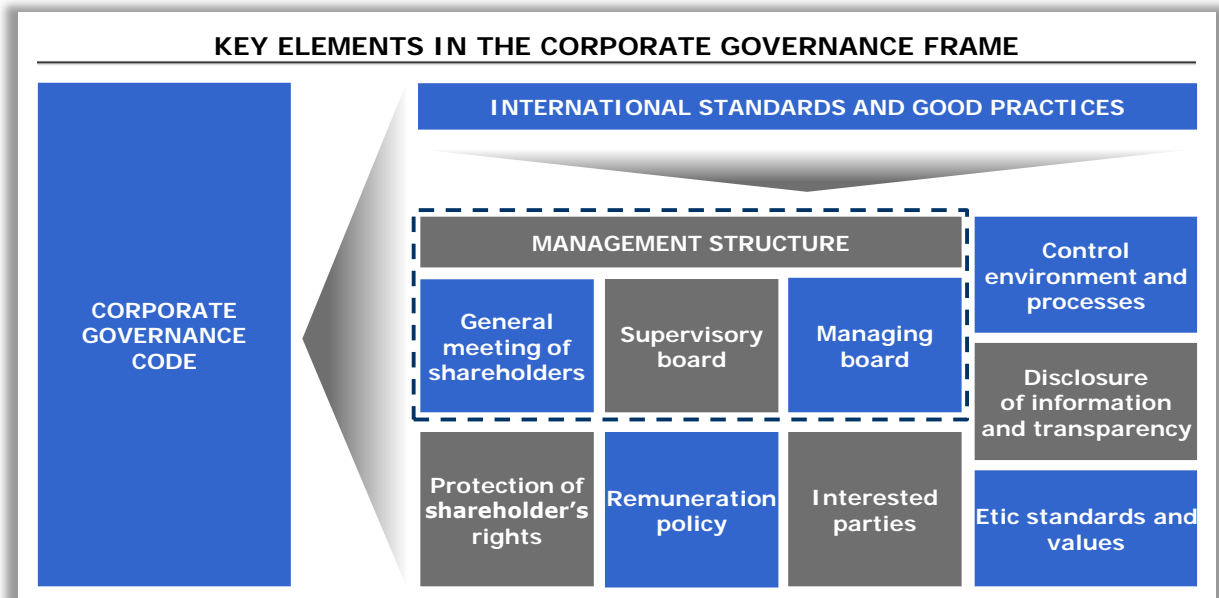 KEY ELEMENTS IN THE CORPORATE GOVERNANCE FRAME
CORPORATE
GOVERNANCE
CODE
INTERNATIONAL STANDARDS AND GOOD PRACTICES
MANAGEMENT STRUCTURE
General
meeting of
shareholders
Supervisory
board
Managing
board
Control
environment and
processes
Disclosure
of information
and transparency
Protection of
shareholder's
rights
Remuneration
policy
Interested
parties
Etic standards and
values